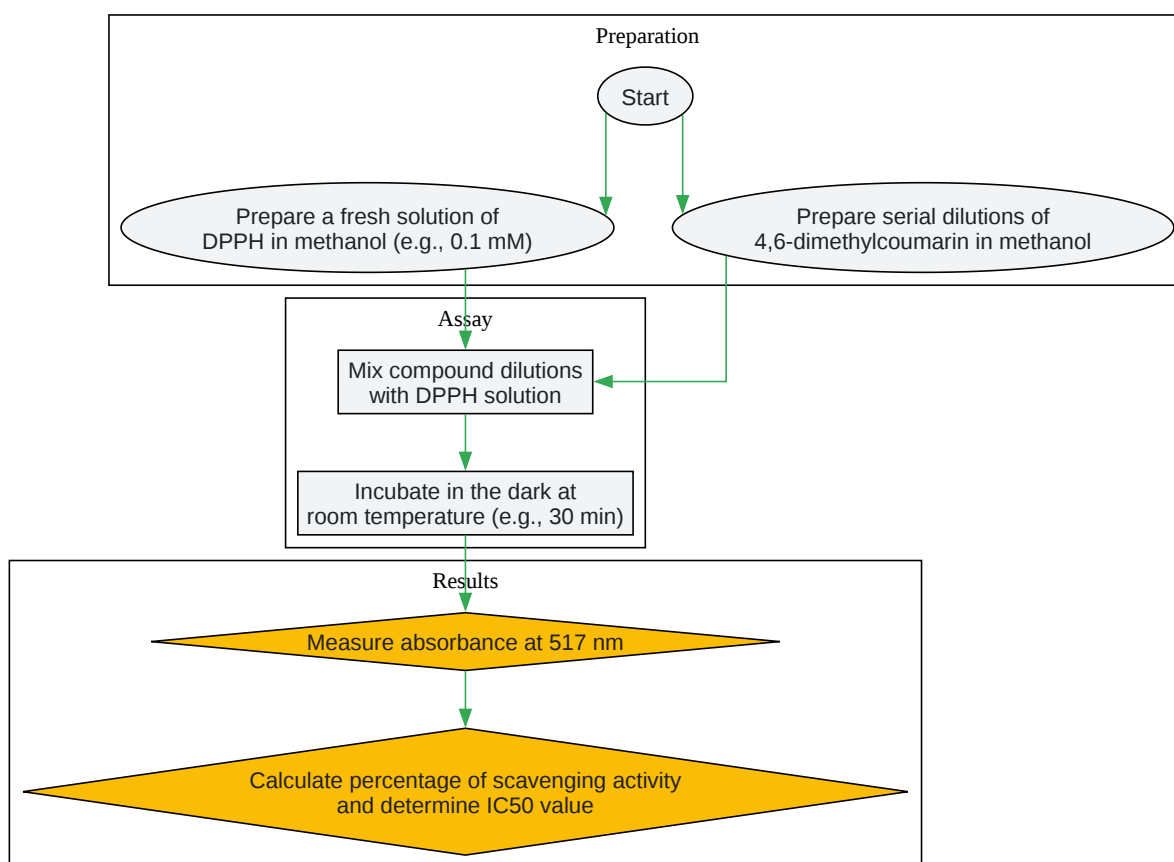 Preparation
Start
Prepare a fresh solution of
DPPH in methanol (e.g., 0.1 mM)
Prepare serial dilutions of
4,6-dimethylcoumarin in methanol
Assay
Mix compound dilutions
with DPPH solution
Incubate in the dark at
room temperature (e.g., 30 min)
Results
Measure absorbance at 517 nm
Calculate percentage of scavenging activity
and determine IC50 value